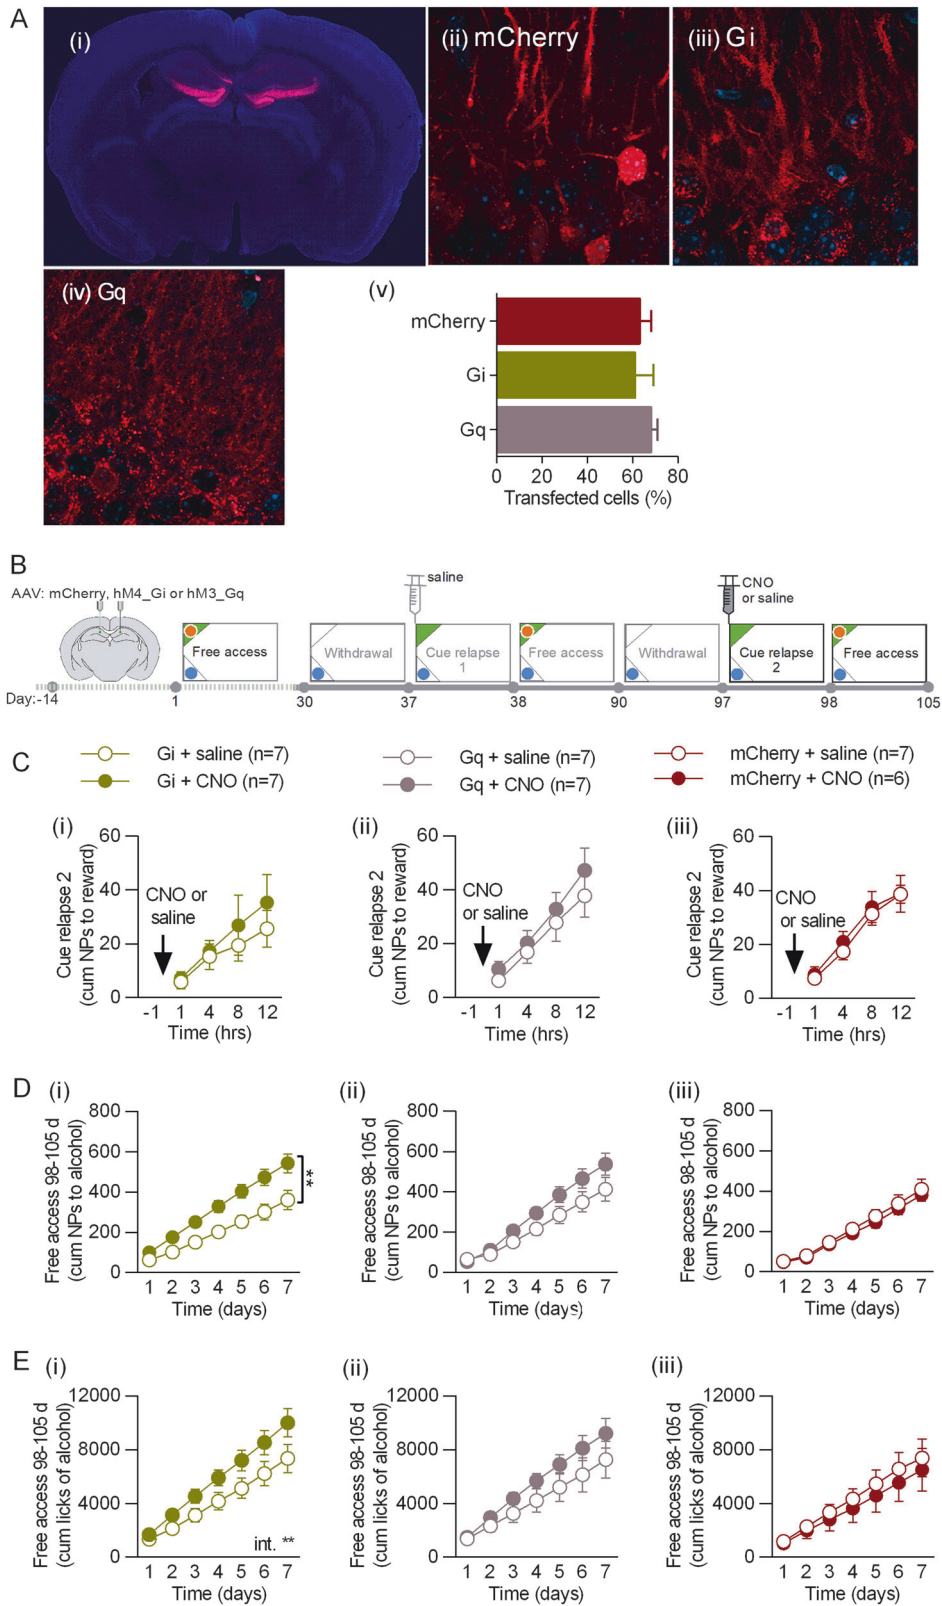 A
(i)
(ii) mCherry
(iii) Gi
(iv) Gq
(v)
mCherry
Gi
Gq
0 20 40 60 80
Transfected cells (%)
B
AAV: mCherry, hM4_Gi or hM3_Gq
saline
CNO
or saline
Free access
Withdrawal
Cue relapse
1
Free access
Withdrawal
Cue relapse
2
Free access
Day:-14 1 30 37 38 90 97 98 105
C
Gi + saline (n=7)
Gi + CNO (n=7)
Gq + saline (n=7)
Gq + CNO (n=7)
mCherry + saline (n=7)
mCherry + CNO (n=6)
(i)
Cue relapse 2
(cum NPs to reward)
60
40
20
0
CNO or
saline
-1 1 4 8 12
Time (hrs)
(ii)
Cue relapse 2
(cum NPs to reward)
60
40
20
0
CNO
or saline
-1 1 4 8 12
Time (hrs)
(iii)
Cue relapse 2
(cum NPs to reward)
60
40
20
0
CNO
or saline
-1 1 4 8 12
Time (hrs)
D
(i)
Free access 98-105 d
(cum NPs to alcohol)
800
600
400
200
0
**
1 2 3 4 5 6 7
Time (days)
(ii)
Free access 98-105 d
(cum NPs to alcohol)
800
600
400
200
0
1 2 3 4 5 6 7
Time (days)
(iii)
Free access 98-105 d
(cum NPs to alcohol)
800
600
400
200
0
1 2 3 4 5 6 7
Time (days)
E
(i)
Free access 98-105 d
(cum licks of alcohol)
12000
8000
4000
0
int. **
1 2 3 4 5 6 7
Time (days)
(ii)
Free access 98-105 d
(cum licks of alcohol)
12000
8000
4000
0
1 2 3 4 5 6 7
Time (days)
(iii)
Free access 98-105 d
(cum licks of alcohol)
12000
8000
4000
0
1 2 3 4 5 6 7
Time (days)